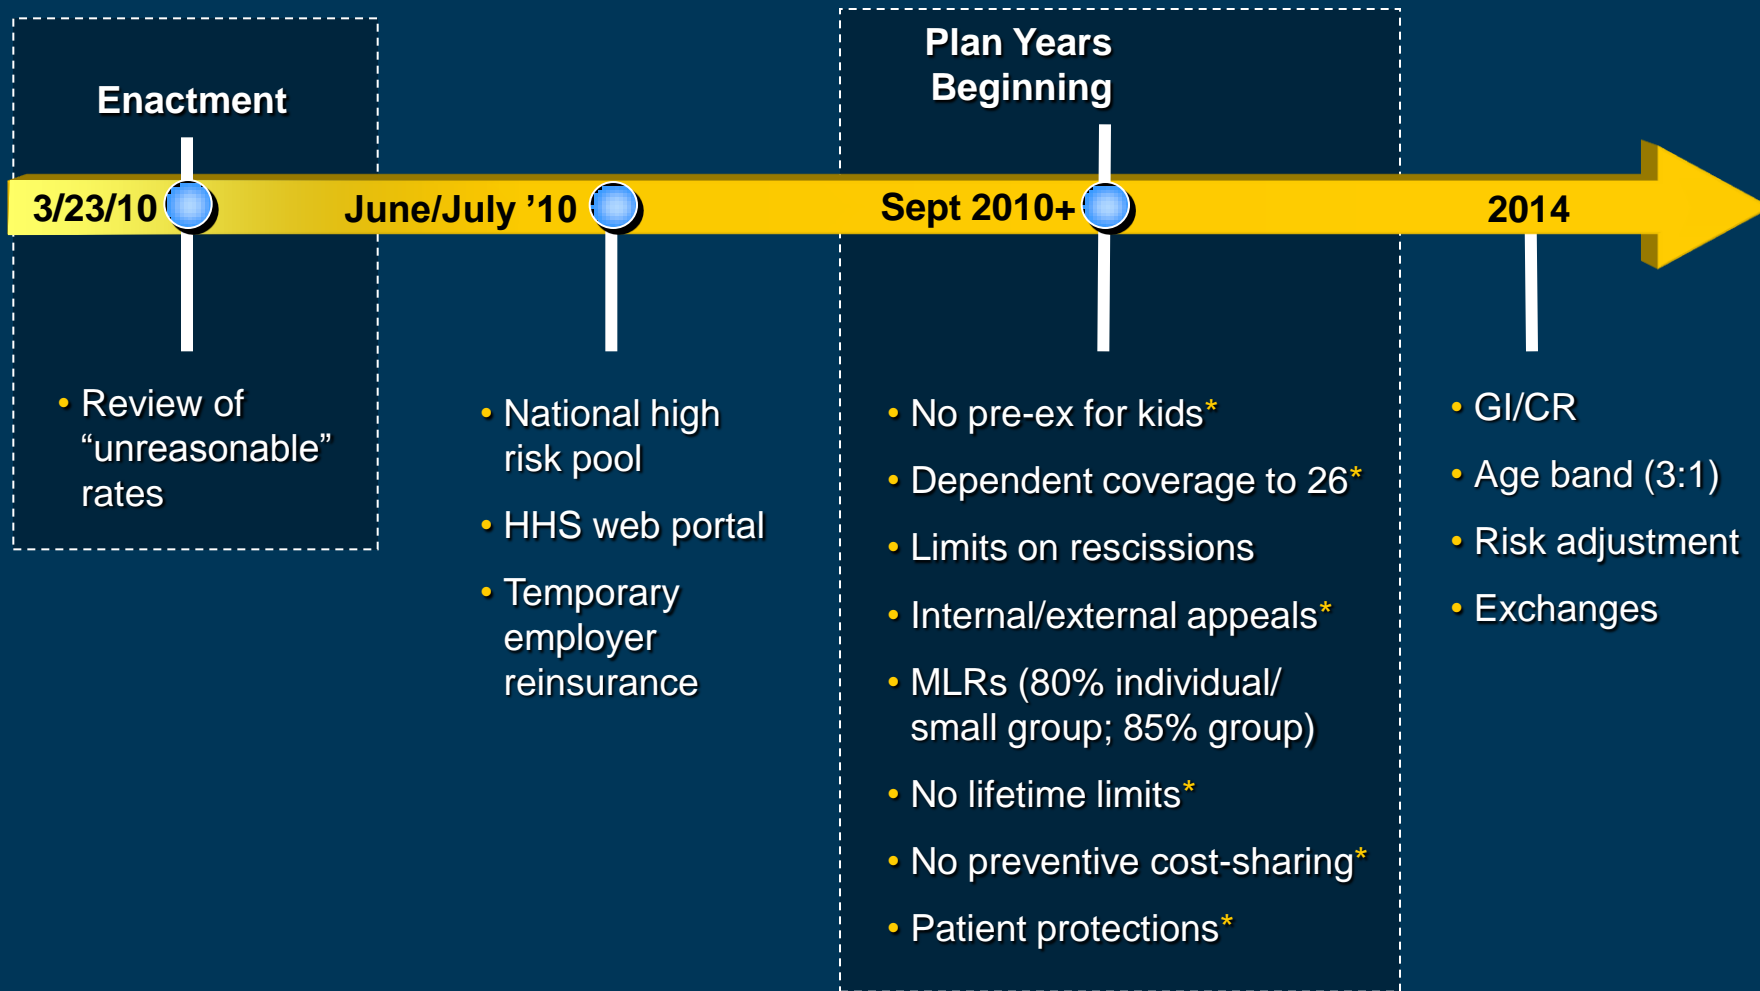 Enactment
Plan Years
Beginning
3/23/10
June/July ’10
Sept 2010+
2014
• Review of
“unreasonable”
rates
• National high
risk pool
• HHS web portal
• Temporary
employer
reinsurance
• No pre-ex for kids*
• Dependent coverage to 26*
• Limits on rescissions
• Internal/external appeals*
• MLRs (80% individual/
small group; 85% group)
• No lifetime limits*
• No preventive cost-sharing*
• Patient protections*
• GI/CR
• Age band (3:1)
• Risk adjustment
• Exchanges